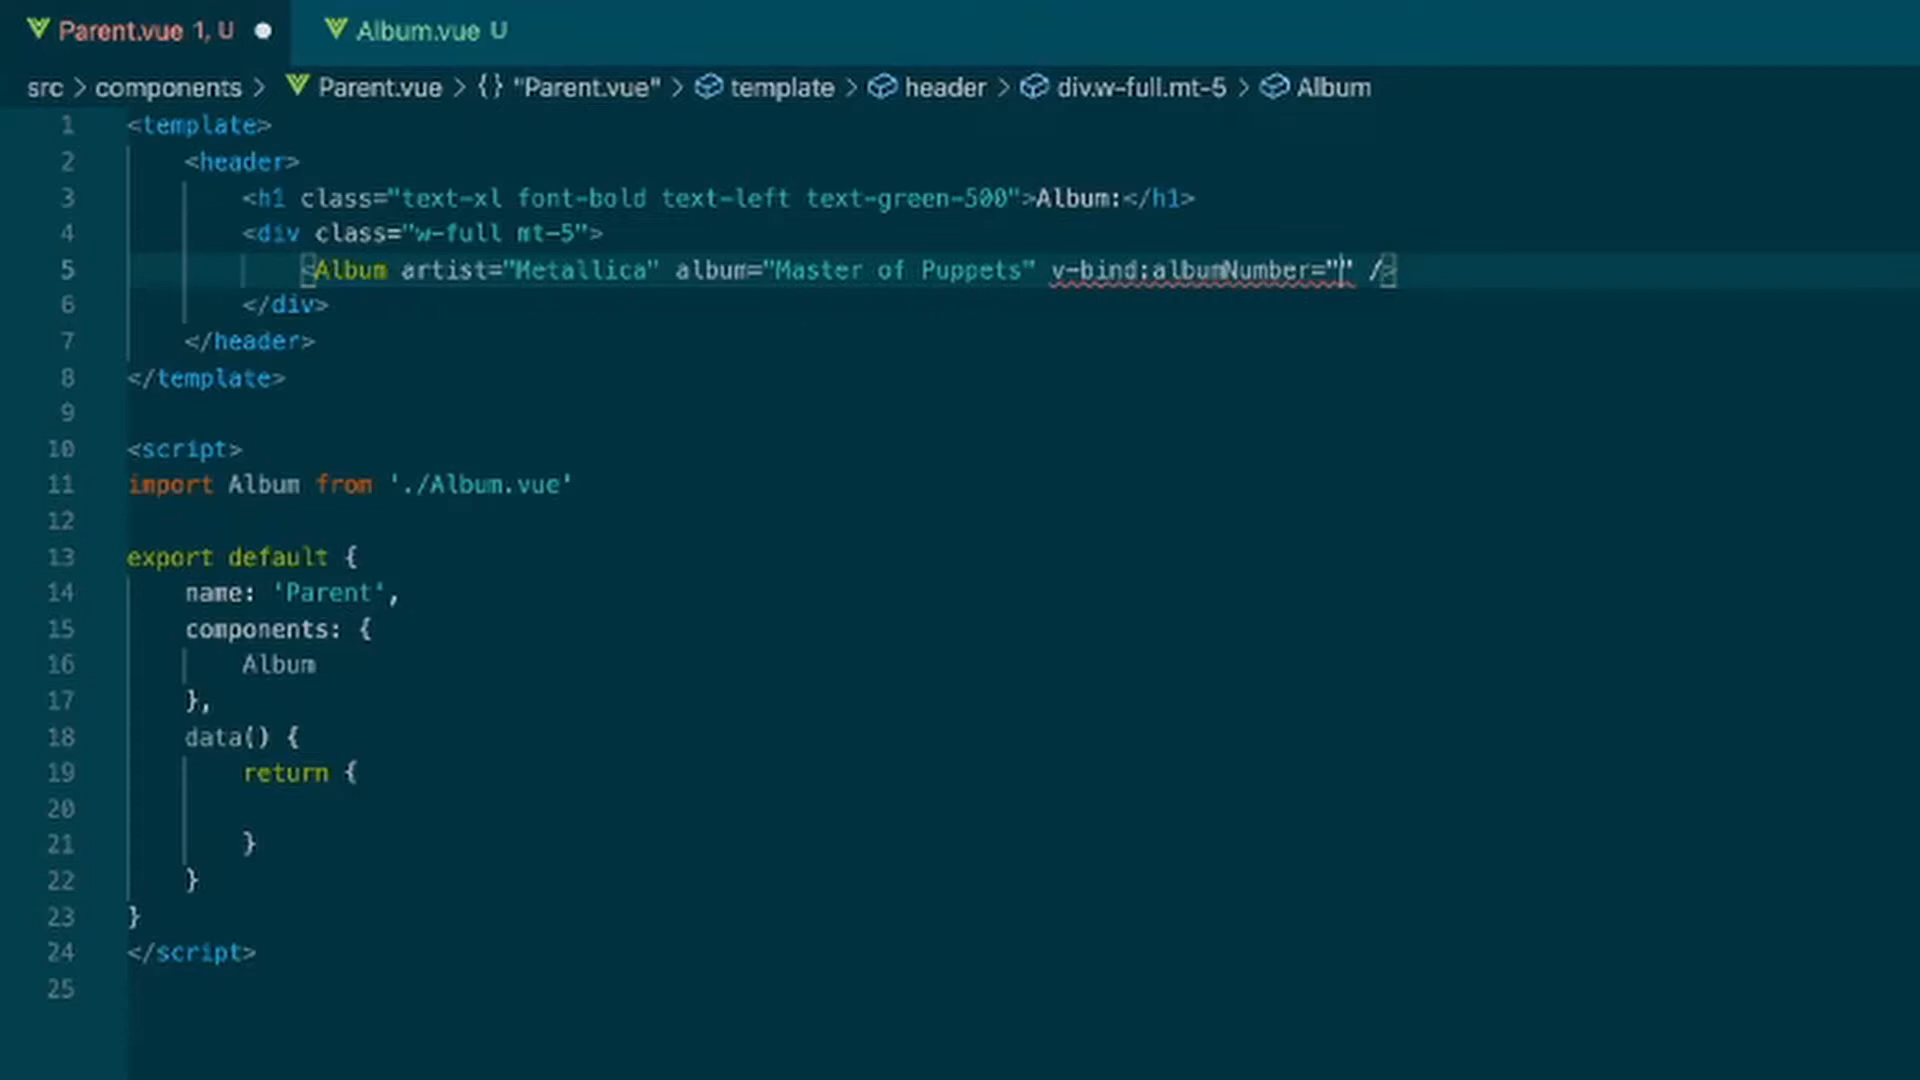 Parent.vue 1, U Album.vue U
src > components > Parent.vue > {} "Parent.vue" > template > header > div.w-full.mt-5 > Album
1 <template>
2 <header>
3 <h1 class="text-xl font-bold text-left text-green-500">Album:</h1>
4 <div class="w-full mt-5">
5 <Album artist="Metallica" album="Master of Puppets" v-bind:albumNumber="" />
6 </div>
7 </header>
8 </template>
9
10 <script>
11 import Album from './Album.vue'
12
13 export default {
14 name: 'Parent',
15 components: {
16 Album
17 },
18 data() {
19 return {
20
21 }
22 }
23 }
24 </script>
25